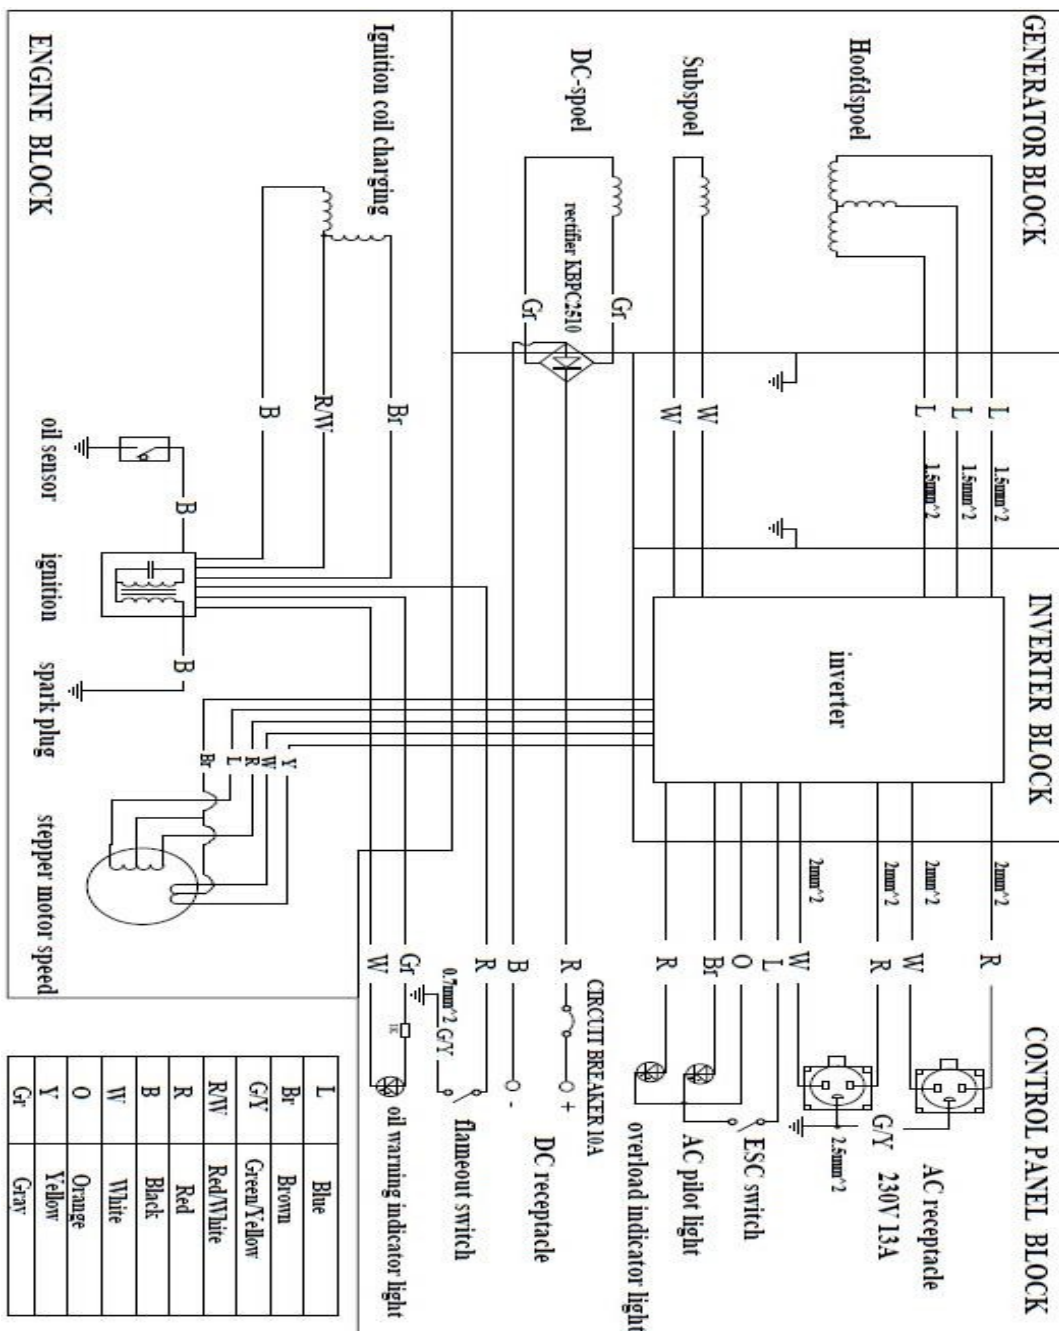 GENERATOR BLOCK
INVERTER BLOCK
CONTROL PANEL BLOCK
Hoofdspoel
L
L
L
1.5mm^2
1.5mm^2
1.5mm^2
inverter
2mm^2
2mm^2
2mm^2
2mm^2
R
W
R
W
AC receptacle
230V 13A
G/Y
2.5mm^2
Subspoel
W
W
L
O
Br
R
ESC switch
AC pilot light
overload indicator light
DC-spoel
rectifier KBPC2510
Gr
Gr
CIRCUIT BREAKER 10A
R
B
+
-
DC receptacle
Ignition coil charging
Br
R/W
B
R
Gr
W
0.7mm^2 G/Y
1K
flameout switch
oil warning indicator light
ENGINE BLOCK
B
B
oil sensor
ignition
spark plug
stepper motor speed
Y
W
R
L
Br
L Blue
Br Brown
G/Y Green/Yellow
R/W Red/White
R Red
B Black
W White
O Orange
Y Yellow
Gr Gray